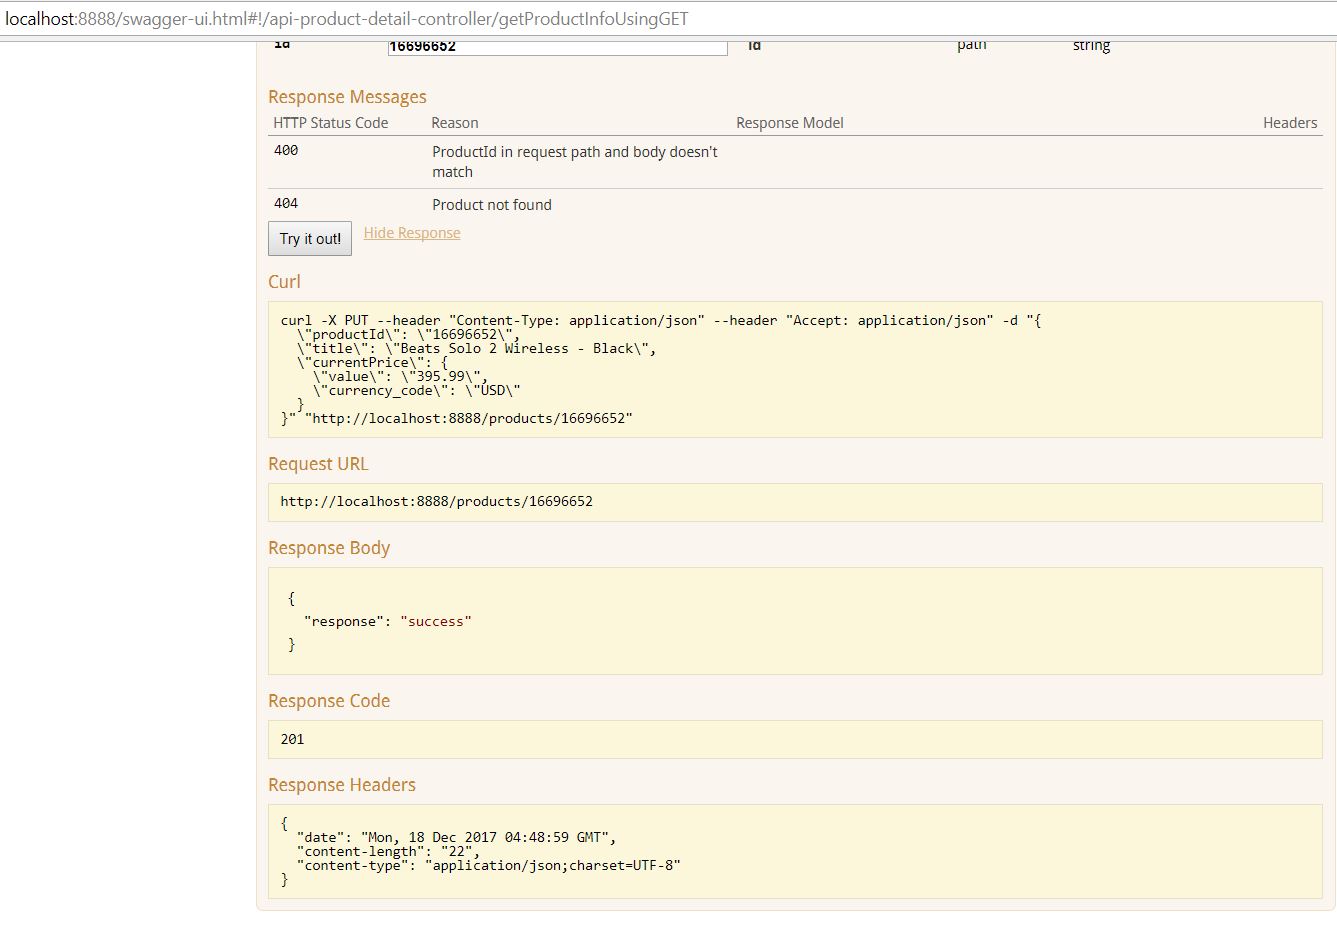 localhost:8888/swagger-ui.html#!/api-product-detail-controller/getProductInfoUsingGET
id 16696652 id path string
Response Messages
HTTP Status Code Reason Response Model Headers
400 ProductId in request path and body doesn't
match
404 Product not found
Try it out! Hide Response
Curl
curl -X PUT --header "Content-Type: application/json" --header "Accept: application/json" -d "{
  \"productId\": \"16696652\",
  \"title\": \"Beats Solo 2 Wireless - Black\",
  \"currentPrice\": {
    \"value\": \"395.99\",
    \"currency_code\": \"USD\"
  }
}" "http://localhost:8888/products/16696652"
Request URL
http://localhost:8888/products/16696652
Response Body
{
  "response": "success"
}
Response Code
201
Response Headers
{
  "date": "Mon, 18 Dec 2017 04:48:59 GMT",
  "content-length": "22",
  "content-type": "application/json;charset=UTF-8"
}